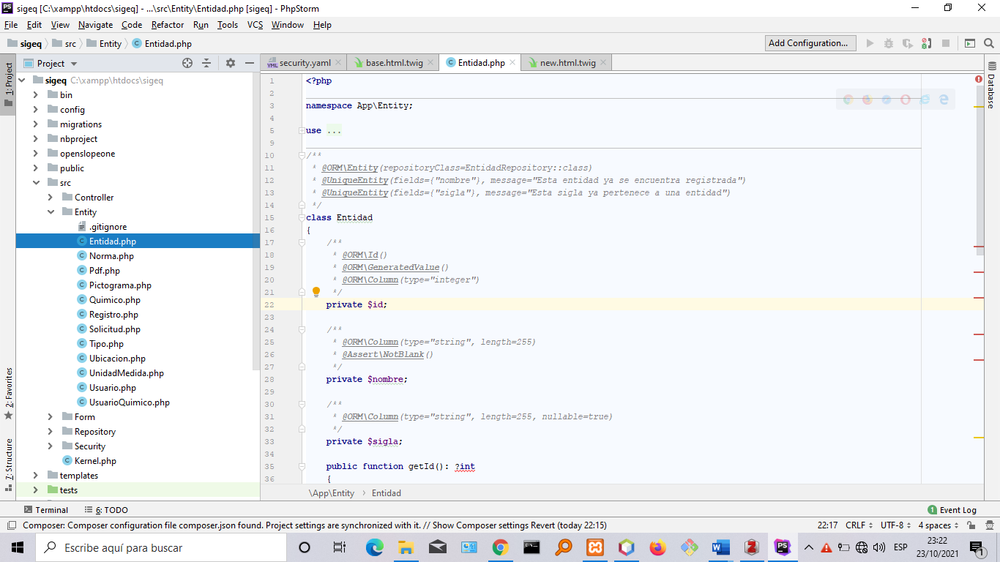 sigeq [C:\xampp\htdocs\sigeq] - ...\src\Entity\Entidad.php [sigeq] - PhpStorm
File Edit View Navigate Code Refactor Run Tools VCS Window Help
sigeq src Entity Entidad.php Add Configuration...
Project
security.yaml base.html.twig Entidad.php new.html.twig
1: Project
2: Favorites
7: Structure
Database
sigeq C:\xampp\htdocs\sigeq
bin
config
migrations
nbproject
openslopeone
public
src
Controller
Entity
.gitignore
Entidad.php
Norma.php
Pdf.php
Pictograma.php
Quimico.php
Registro.php
Solicitud.php
Tipo.php
Ubicacion.php
UnidadMedida.php
Usuario.php
UsuarioQuimico.php
Form
Repository
Security
Kernel.php
templates
tests
1 <?php
2
3 namespace App\Entity;
4
5 use ...
9
10 /**
11 * @ORM\Entity(repositoryClass=EntidadRepository::class)
12 * @UniqueEntity(fields={"nombre"}, message="Esta entidad ya se encuentra registrada")
13 * @UniqueEntity(fields={"sigla"}, message="Esta sigla ya pertenece a una entidad")
14 */
15 class Entidad
16 {
17 /**
18 * @ORM\Id()
19 * @ORM\GeneratedValue()
20 * @ORM\Column(type="integer")
21 */
22 private $id;
23
24 /**
25 * @ORM\Column(type="string", length=255)
26 * @Assert\NotBlank()
27 */
28 private $nombre;
29
30 /**
31 * @ORM\Column(type="string", length=255, nullable=true)
32 */
33 private $sigla;
34
35 public function getId(): ?int
36 {
\App\Entity Entidad
Terminal 6: TODO 1 Event Log
Composer: Composer configuration file composer.json found. Project settings are synchronized with it. // Show Composer settings Revert (today 22:15) 22:17 CRLF UTF-8 4 spaces
Escribe aquí para buscar
ESP
23:22
23/10/2021
1